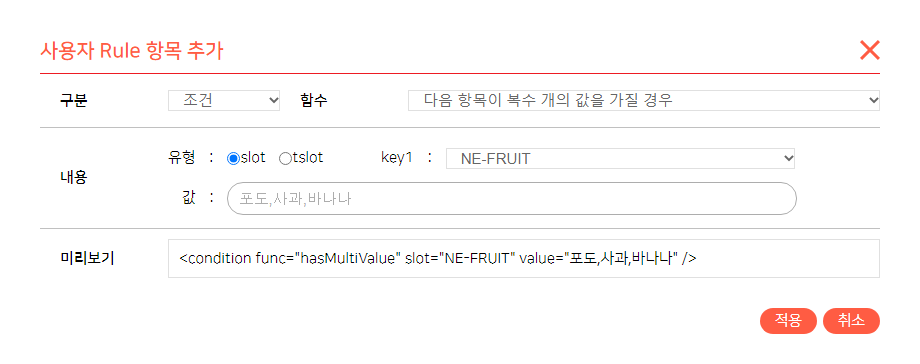 사용자 Rule 항목 추가
구분 조건 함수 다음 항목이 복수 개의 값을 가질 경우
유형 : slot tslot key1 : NE-FRUIT
내용
값 : 포도,사과,바나나
미리보기 <condition func="hasMultiValue" slot="NE-FRUIT" value="포도,사과,바나나" />
적용 취소